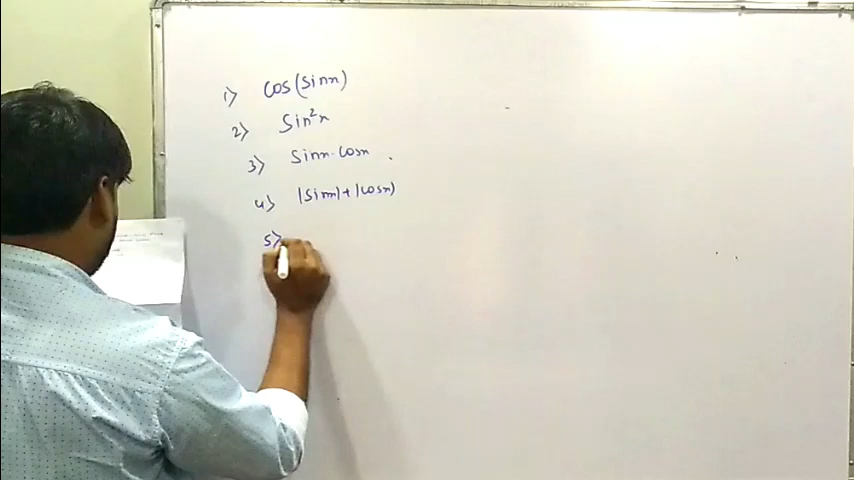 1) cos(sinx)
2) Sin²x
3) Sinx.cosx
4) |Sinx|+|cosx|
5)